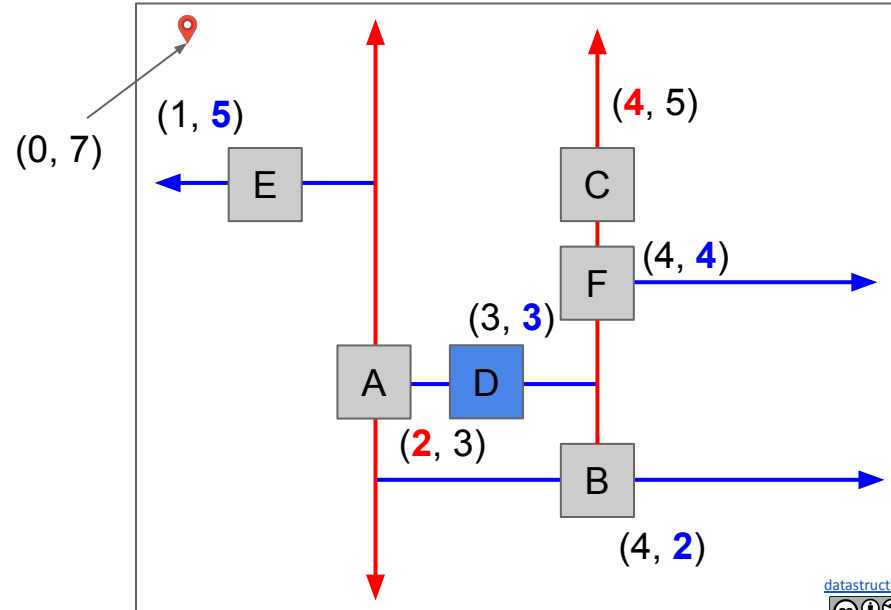 (4, 5)
(1, 5)
(0, 7)
E
C
(4, 4)
F
(3, 3)
A
D
(2, 3)
B
(4, 2)
datastruct